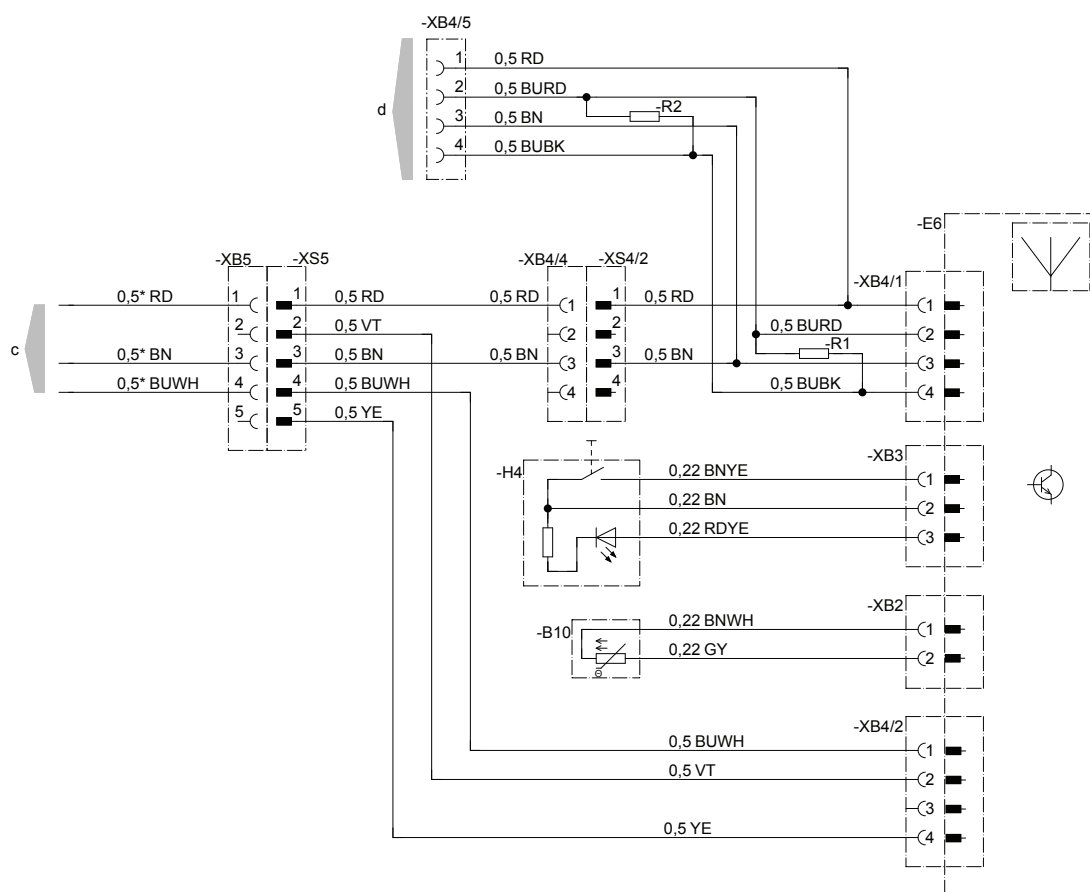 -XB4/5
1 0,5 RD
2 0,5 BURD
d
-R2
3 0,5 BN
4 0,5 BUBK
-E6
-XB5 -XS5 -XB4/4 -XS4/2
-XB4/1
0,5* RD 1 1 0,5 RD 0,5 RD 1 1 0,5 RD 1
2 2 0,5 VT 2 2 0,5 BURD 2
-R1
c
0,5* BN 3 3 0,5 BN 0,5 BN 3 3 0,5 BN 3
0,5* BUWH 4 4 0,5 BUWH 4 4 0,5 BUBK 4
5 5 0,5 YE
-XB3
-H4
0,22 BNYE 1
0,22 BN 2
0,22 RDYE 3
-XB2
-B10
0,22 BNWH 1
0,22 GY 2
-XB4/2
0,5 BUWH 1
0,5 VT 2
3
0,5 YE 4